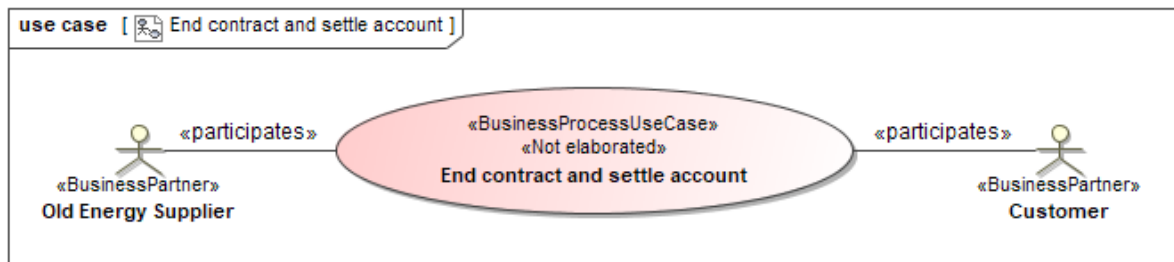 use case [ End contract and settle account ]
«participates» «BusinessProcessUseCase» «participates»
«Not elaborated»
End contract and settle account
«BusinessPartner» «BusinessPartner»
Old Energy Supplier Customer